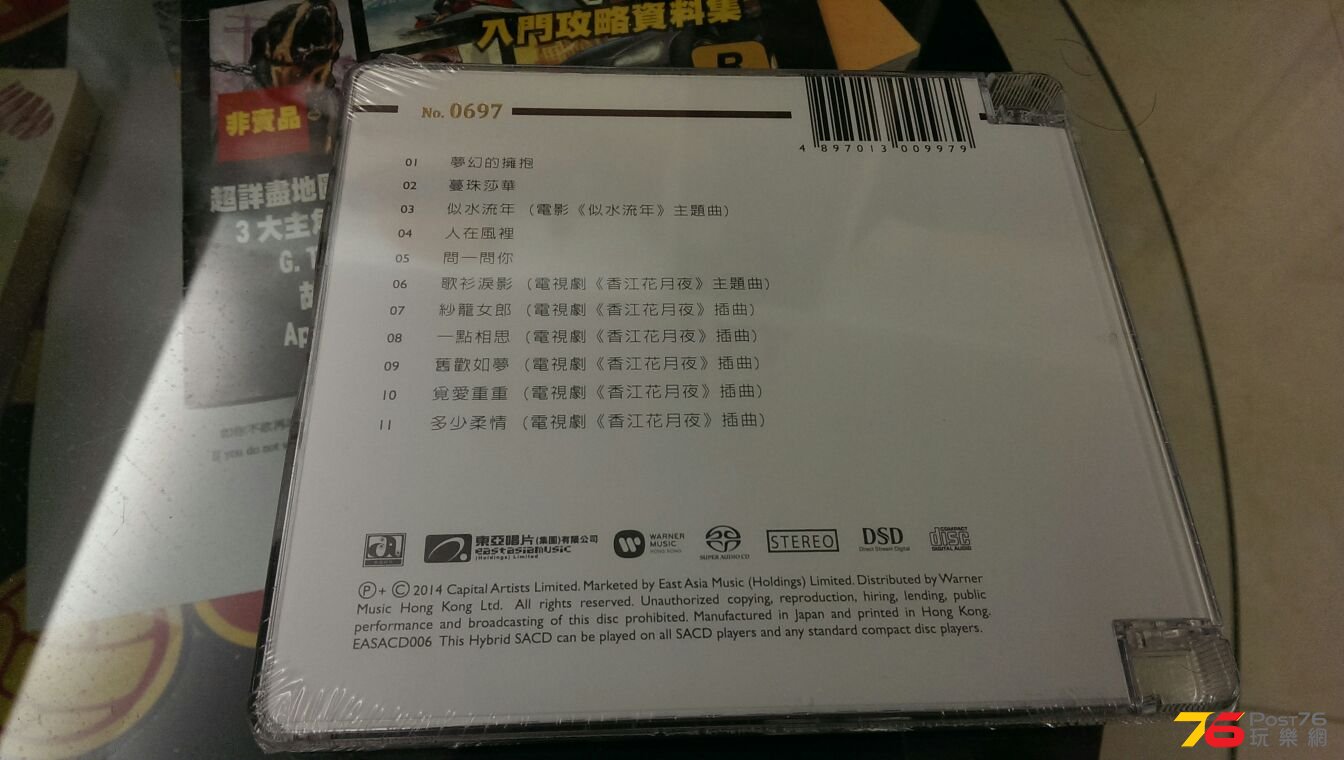 入門攻略資料集
R
非賣品
超詳盡地
3大主
G. T
Ap
如你不欲再
If you do not
No. 0697
4 897013 009979
01 夢幻的擁抱
02 蔓珠莎華
03 似水流年 (電影《似水流年》主題曲)
04 人在風裡
05 問一問你
06 歌衫淚影 (電視劇《香江花月夜》主題曲)
07 紗籠女郎 (電視劇《香江花月夜》插曲)
08 一點相思 (電視劇《香江花月夜》插曲)
09 舊歡如夢 (電視劇《香江花月夜》插曲)
10 覓愛重重 (電視劇《香江花月夜》插曲)
11 多少柔情 (電視劇《香江花月夜》插曲)
東亞唱片(集團)有限公司
eastasiamusic
(Holdings) Limited
WARNER
MUSIC
HONG KONG
SUPER AUDIO CD
STEREO
DSD
Direct Stream Digital
COMPACT
disc
DIGITAL AUDIO
Ⓟ+ © 2014 Capital Artists Limited. Marketed by East Asia Music (Holdings) Limited. Distributed by Warner
Music Hong Kong Ltd. All rights reserved. Unauthorized copying, reproduction, hiring, lending, public
performance and broadcasting of this disc prohibited. Manufactured in Japan and printed in Hong Kong.
EASACD006 This Hybrid SACD can be played on all SACD players and any standard compact disc players.
76 Post76
玩樂網